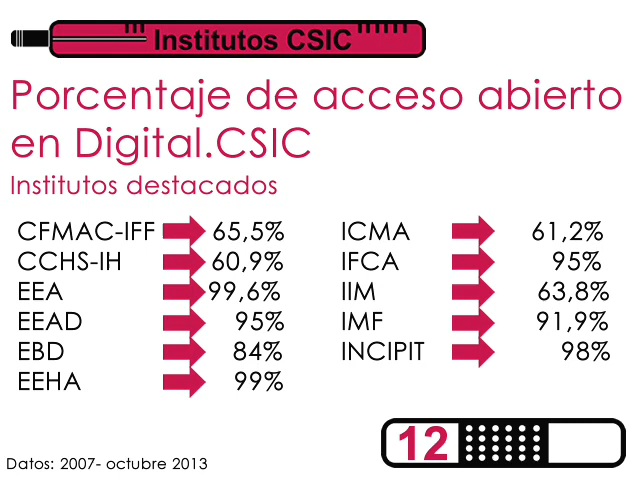 Institutos CSIC
Porcentaje de acceso abierto
en Digital.CSIC
Institutos destacados
CFMAC-IFF 65,5%
CCHS-IH 60,9%
EEA 99,6%
EEAD 95%
EBD 84%
EEHA 99%
ICMA 61,2%
IFCA 95%
IIM 63,8%
IMF 91,9%
INCIPIT 98%
12
Datos: 2007- octubre 2013